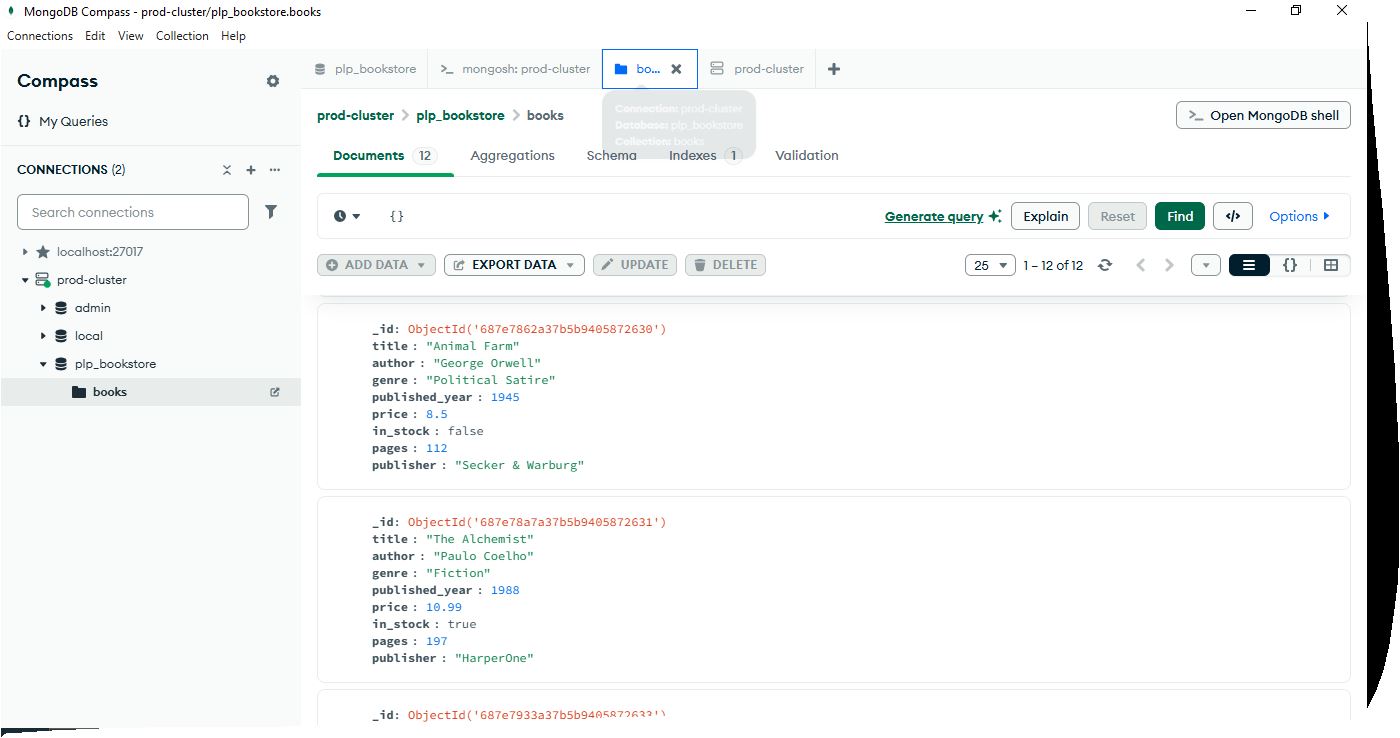 MongoDB Compass - prod-cluster/plp_bookstore.books
Connections Edit View Collection Help
Compass
{} My Queries
CONNECTIONS (2)
Search connections
localhost:27017
prod-cluster
admin
local
plp_bookstore
books
plp_bookstore >_ mongosh: prod-cluster bo... prod-cluster
prod-cluster > plp_bookstore > books
>_ Open MongoDB shell
Connection: prod-cluster
Database: plp_bookstore
Collection: books
Documents 12 Aggregations Schema Indexes 1 Validation
{} Generate query Explain Reset Find </> Options
ADD DATA EXPORT DATA UPDATE DELETE 25 1 – 12 of 12 {}
_id: ObjectId('687e7862a37b5b9405872630')
title : "Animal Farm"
author : "George Orwell"
genre : "Political Satire"
published_year : 1945
price : 8.5
in_stock : false
pages : 112
publisher : "Secker & Warburg"
_id: ObjectId('687e78a7a37b5b9405872631')
title : "The Alchemist"
author : "Paulo Coelho"
genre : "Fiction"
published_year : 1988
price : 10.99
in_stock : true
pages : 197
publisher : "HarperOne"
_id: ObjectId('687e7933a37b5b9405872633')